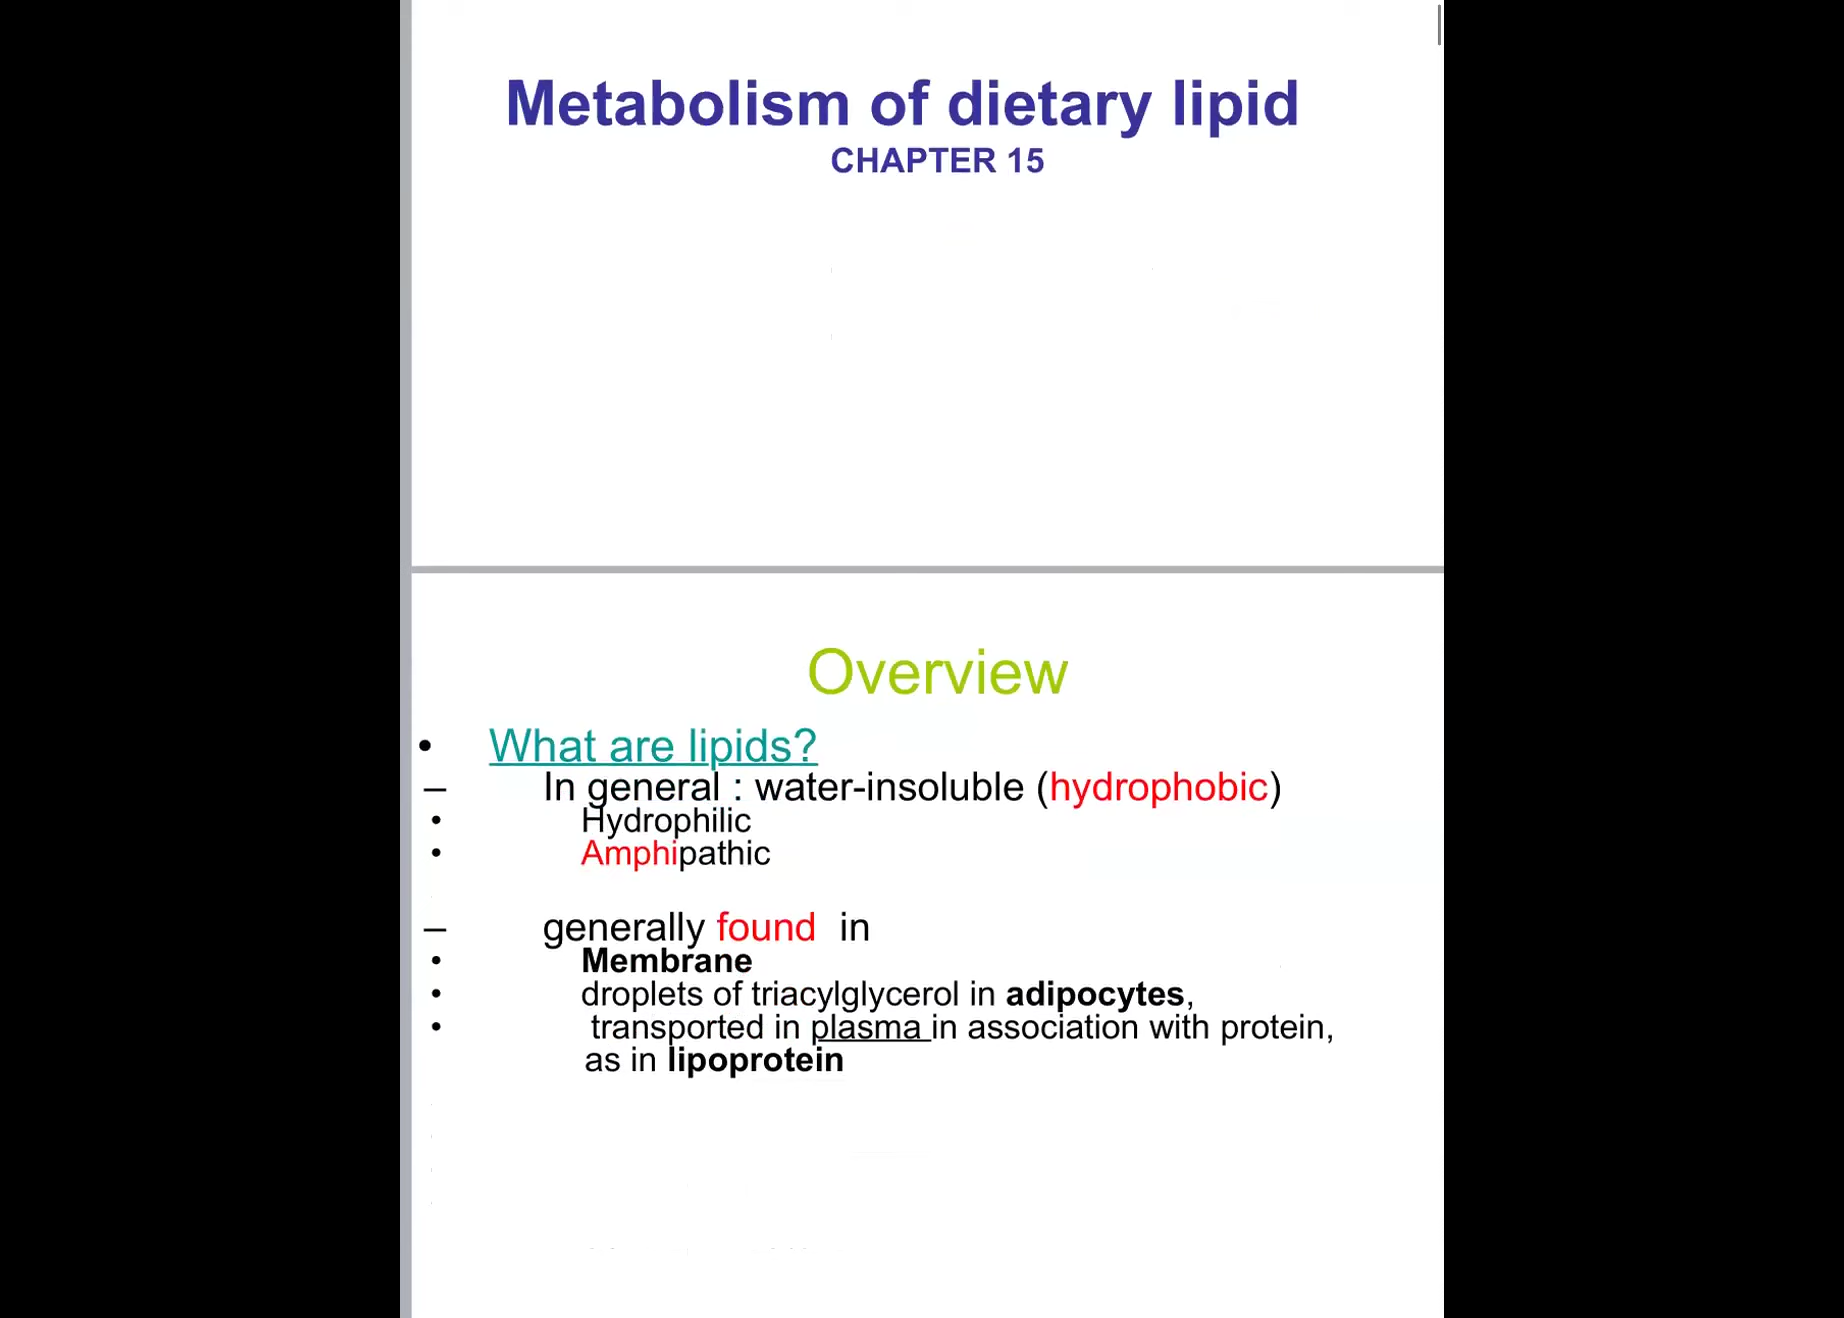 Metabolism of dietary lipid
CHAPTER 15
Overview
• What are lipids?
– In general : water-insoluble (hydrophobic)
• Hydrophilic
• Amphipathic
– generally found in
• Membrane
• droplets of triacylglycerol in adipocytes,
• transported in plasma in association with protein,
as in lipoprotein